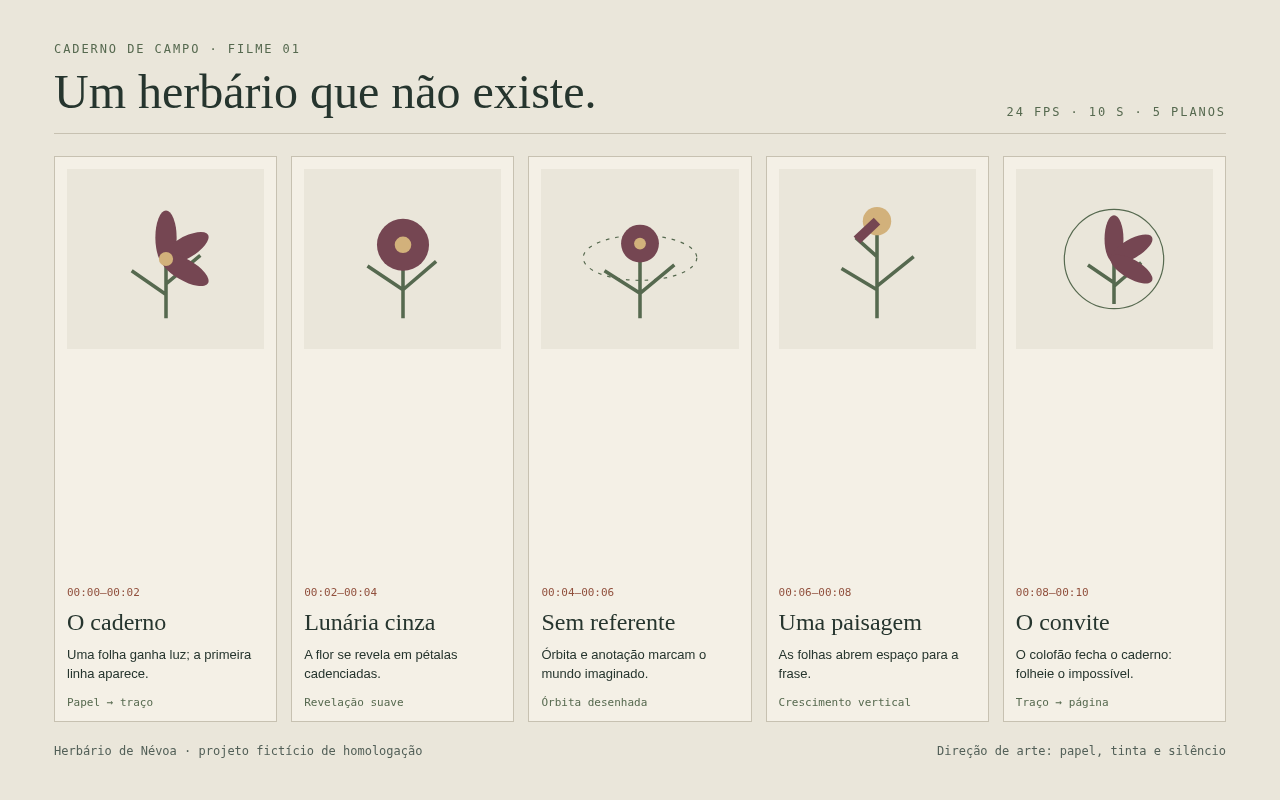 CADERNO DE CAMPO · FILME 01
Um herbário que não existe.
24 FPS · 10 S · 5 PLANOS
00:00—00:02
O caderno
Uma folha ganha luz; a primeira
linha aparece.
Papel → traço
00:02—00:04
Lunária cinza
A flor se revela em pétalas
cadenciadas.
Revelação suave
00:04—00:06
Sem referente
Órbita e anotação marcam o
mundo imaginado.
Órbita desenhada
00:06—00:08
Uma paisagem
As folhas abrem espaço para a
frase.
Crescimento vertical
00:08—00:10
O convite
O colofão fecha o caderno:
folheie o impossível.
Traço → página
Herbário de Névoa · projeto fictício de homologação
Direção de arte: papel, tinta e silêncio